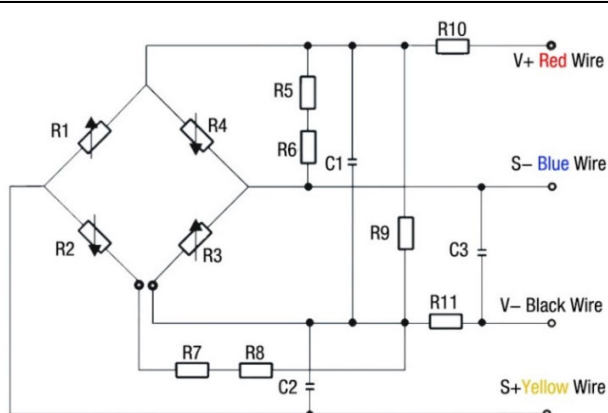 R10
V+ Red Wire
R5
R1
R4
R6
C1
S− Blue Wire
R2
R3
R9
C3
R11
V− Black Wire
R7
R8
C2
S+Yellow Wire